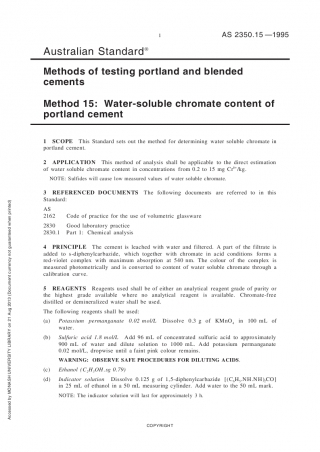 1
AS 2350.15 —1995
Australian Standard®
Methods of testing portland and blended
cements
Method 15: Water-soluble chromate content of
portland cement
1 SCOPE This Standard sets out the method for determining water soluble chromate in
portland cement.
2 APPLICATION This method of analysis shall be applicable to the direct estimation
of water soluble chromate content in concentrations from 0.2 to 15 mg Cr⁶⁺/kg.
NOTE: Sulfides will cause low measured values of water soluble chromate.
3 REFERENCED DOCUMENTS The following documents are referred to in this
Standard:
AS
2162 Code of practice for the use of volumetric glassware
2830 Good laboratory practice
2830.1 Part 1: Chemical analysis
4 PRINCIPLE The cement is leached with water and filtered. A part of the filtrate is
added to s-diphenylcarbazide, which together with chromate in acid conditions forms a
red-violet complex with maximum absorption at 540 nm. The colour of the complex is
measured photometrically and is converted to content of water soluble chromate through a
calibration curve.
5 REAGENTS Reagents used shall be of either an analytical reagent grade of purity or
the highest grade available where no analytical reagent is available. Chromate-free
distilled or demineralized water shall be used.
The following reagents shall be used:
(a) Potassium permanganate 0.02 mol/L Dissolve 0.3 g of KMnO₄ in 100 mL of
water.
(b) Sulfuric acid 1.8 mol/L Add 96 mL of concentrated sulfuric acid to approximately
900 mL of water and dilute solution to 1000 mL. Add potassium permanganate
0.02 mol/L, dropwise until a faint pink colour remains.
WARNING: OBSERVE SAFE PROCEDURES FOR DILUTING ACIDS.
(c) Ethanol (C₂H₅OH sg 0.79)
(d) Indicator solution Dissolve 0.125 g of 1,5-diphenylcarbazide [(C₆H₅.NH.NH)₂CO]
in 25 mL of ethanol in a 50 mL measuring cylinder. Add water to the 50 mL mark.
NOTE: The indicator solution will last for approximately 3 h.
COPYRIGHT
Accessed by MONASH UNIVERSITY LIBRARY on 21 Aug 2013 (Document currency not guaranteed when printed)